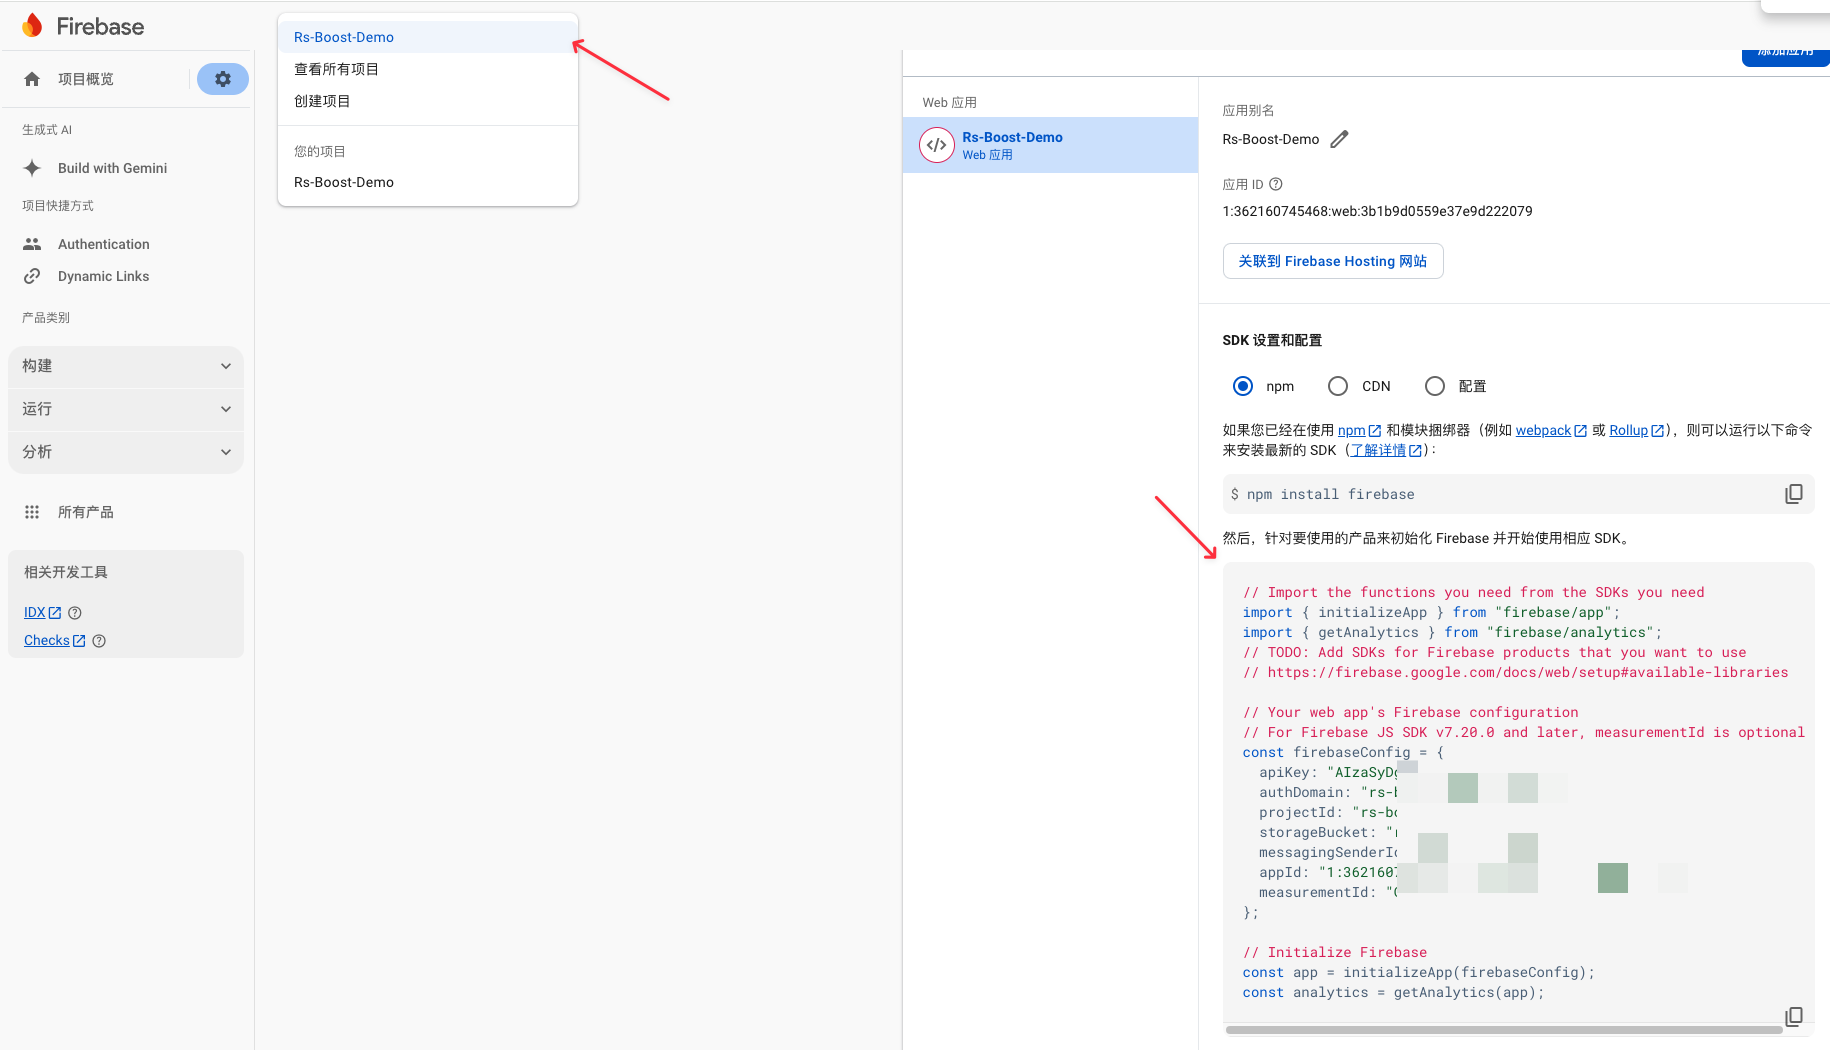 Firebase
项目概览
生成式 AI
Build with Gemini
项目快捷方式
Authentication
Dynamic Links
产品类别
构建
运行
分析
所有产品
相关开发工具
IDX
Checks
Rs-Boost-Demo
查看所有项目
创建项目
您的项目
Rs-Boost-Demo
添加应用
Web 应用
Rs-Boost-Demo
Web 应用
应用别名
Rs-Boost-Demo
应用 ID
1:362160745468:web:3b1b9d0559e37e9d222079
关联到 Firebase Hosting 网站
SDK 设置和配置
npm
CDN
配置
如果您已经在使用 npm 和模块捆绑器（例如 webpack 或 Rollup），则可以运行以下命令
来安装最新的 SDK（了解详情）：
$ npm install firebase
然后，针对要使用的产品来初始化 Firebase 并开始使用相应 SDK。
// Import the functions you need from the SDKs you need
import { initializeApp } from "firebase/app";
import { getAnalytics } from "firebase/analytics";
// TODO: Add SDKs for Firebase products that you want to use
// https://firebase.google.com/docs/web/setup#available-libraries
// Your web app's Firebase configuration
// For Firebase JS SDK v7.20.0 and later, measurementId is optional
const firebaseConfig = {
apiKey: "AIzaSyDg
authDomain: "rs-b
projectId: "rs-bo
storageBucket: "r
messagingSenderId
appId: "1:3621607
measurementId: "G
};
// Initialize Firebase
const app = initializeApp(firebaseConfig);
const analytics = getAnalytics(app);